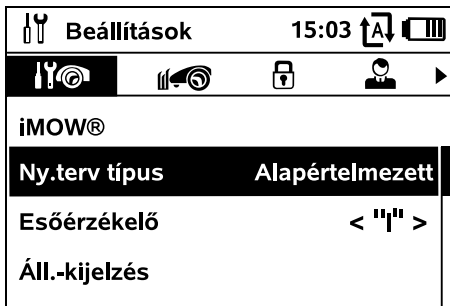 Beállítások 15:03 A
iMOW®
Ny.terv típus Alapértelmezett
Esőérzékelő < "|" >
Áll.-kijelzés